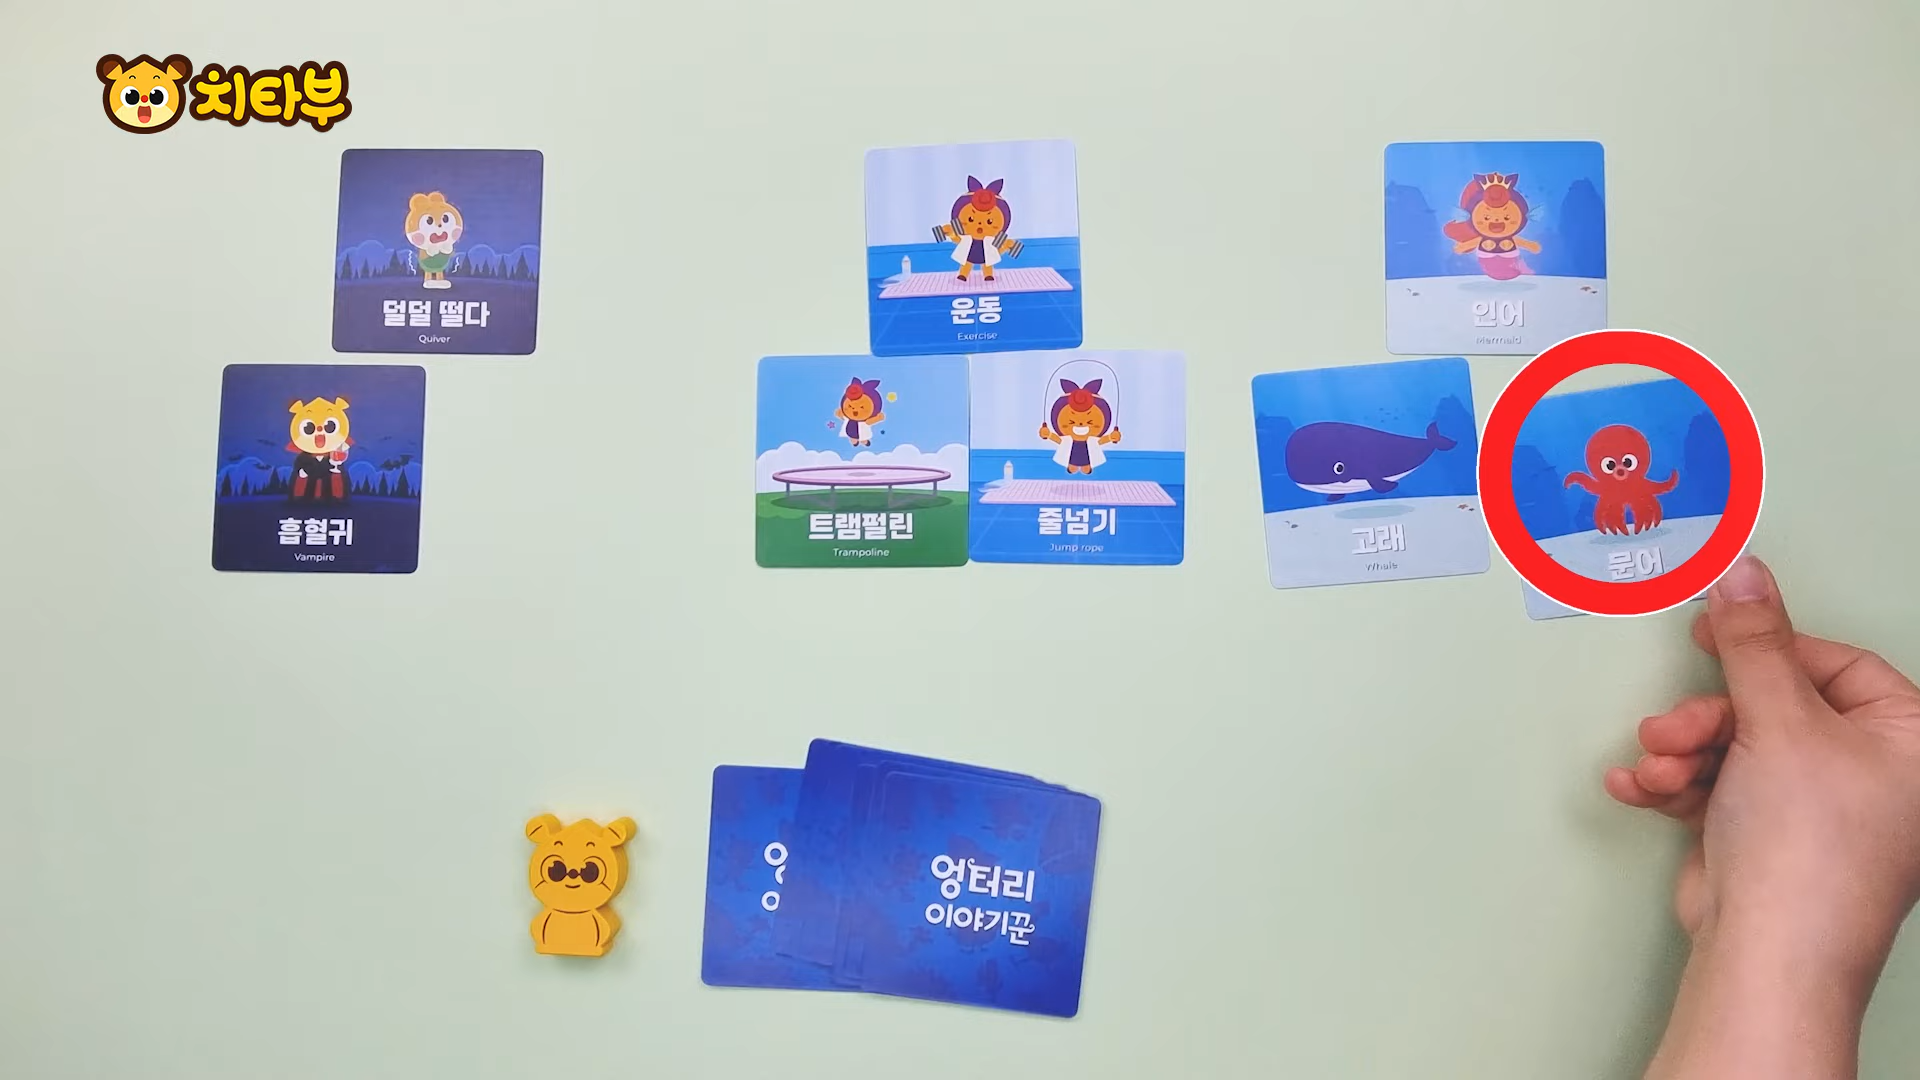 치타부
덜덜 떨다
Quiver
운동
Exercise
인어
Mermaid
흡혈귀
Vampire
트램펄린
Trampoline
줄넘기
Jump rope
고래
Whale
문어
엉터리
이야기꾼